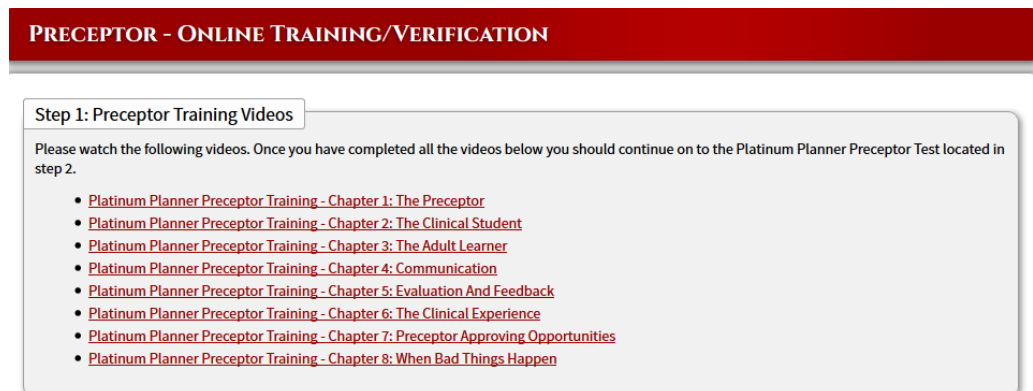 PRECEPTOR - ONLINE TRAINING/VERIFICATION
Step 1: Preceptor Training Videos
Please watch the following videos. Once you have completed all the videos below you should continue on to the Platinum Planner Preceptor Test located in
step 2.
Platinum Planner Preceptor Training - Chapter 1: The Preceptor
Platinum Planner Preceptor Training - Chapter 2: The Clinical Student
Platinum Planner Preceptor Training - Chapter 3: The Adult Learner
Platinum Planner Preceptor Training - Chapter 4: Communication
Platinum Planner Preceptor Training - Chapter 5: Evaluation And Feedback
Platinum Planner Preceptor Training - Chapter 6: The Clinical Experience
Platinum Planner Preceptor Training - Chapter 7: Preceptor Approving Opportunities
Platinum Planner Preceptor Training - Chapter 8: When Bad Things Happen